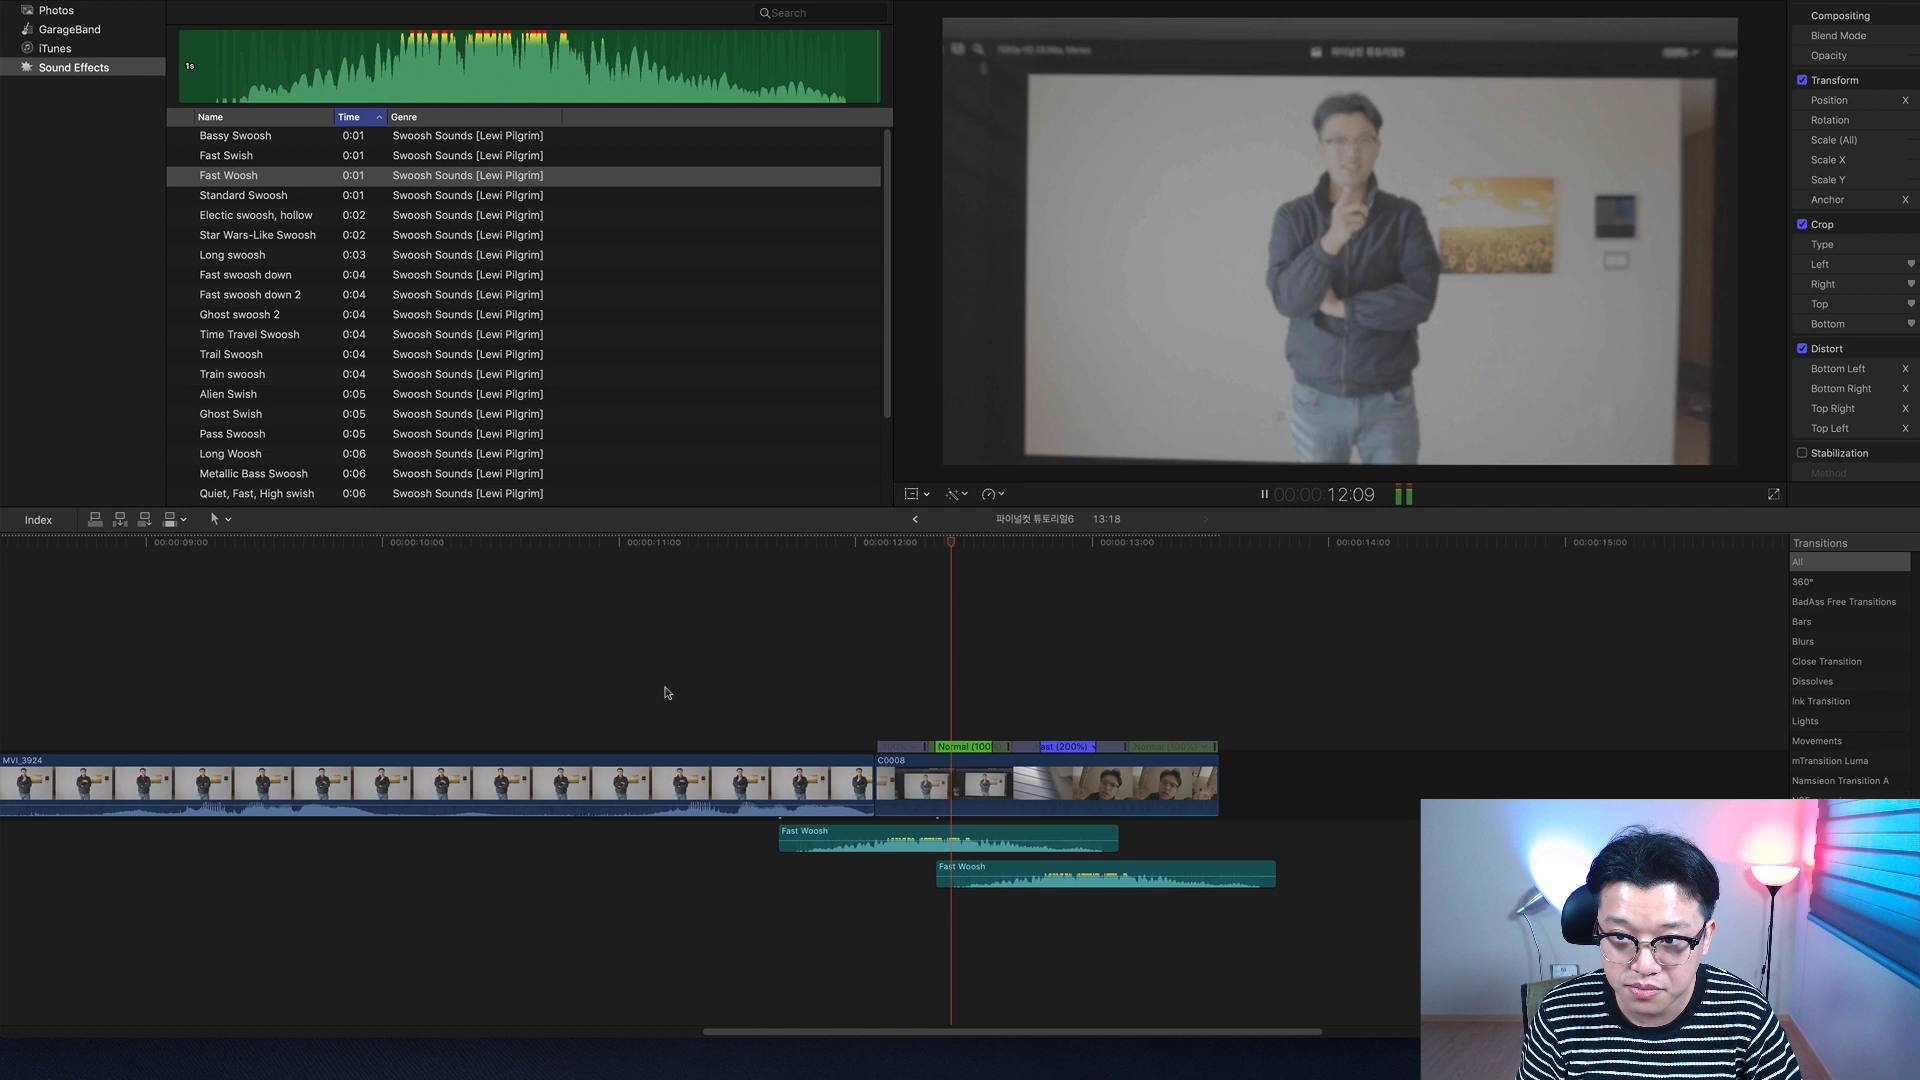 Photos
GarageBand
iTunes
Sound Effects
Search
1s
Name Time Genre
Bassy Swoosh 0:01 Swoosh Sounds [Lewi Pilgrim]
Fast Swish 0:01 Swoosh Sounds [Lewi Pilgrim]
Fast Woosh 0:01 Swoosh Sounds [Lewi Pilgrim]
Standard Swoosh 0:01 Swoosh Sounds [Lewi Pilgrim]
Electic swoosh, hollow 0:02 Swoosh Sounds [Lewi Pilgrim]
Star Wars-Like Swoosh 0:02 Swoosh Sounds [Lewi Pilgrim]
Long swoosh 0:03 Swoosh Sounds [Lewi Pilgrim]
Fast swoosh down 0:04 Swoosh Sounds [Lewi Pilgrim]
Fast swoosh down 2 0:04 Swoosh Sounds [Lewi Pilgrim]
Ghost swoosh 2 0:04 Swoosh Sounds [Lewi Pilgrim]
Time Travel Swoosh 0:04 Swoosh Sounds [Lewi Pilgrim]
Trail Swoosh 0:04 Swoosh Sounds [Lewi Pilgrim]
Train swoosh 0:04 Swoosh Sounds [Lewi Pilgrim]
Alien Swish 0:05 Swoosh Sounds [Lewi Pilgrim]
Ghost Swish 0:05 Swoosh Sounds [Lewi Pilgrim]
Pass Swoosh 0:05 Swoosh Sounds [Lewi Pilgrim]
Long Woosh 0:06 Swoosh Sounds [Lewi Pilgrim]
Metallic Bass Swoosh 0:06 Swoosh Sounds [Lewi Pilgrim]
Quiet, Fast, High swish 0:06 Swoosh Sounds [Lewi Pilgrim]
Compositing
Blend Mode
Opacity
Transform
Position X
Rotation
Scale (All)
Scale X
Scale Y
Anchor X
Crop
Type
Left
Right
Top
Bottom
Distort
Bottom Left X
Bottom Right X
Top Right X
Top Left X
Stabilization
Method
00:00:12:09
Index
파이널컷 튜토리얼6 13:18
00:00:09:00 00:00:10:00 00:00:11:00 00:00:12:00 00:00:13:00 00:00:14:00 00:00:15:00
Normal (100% ast (200%) Normal (100%)
MVI_3924
C0008
Fast Woosh
Fast Woosh
Transitions
All
360°
BadAss Free Transitions
Bars
Blurs
Close Transition
Dissolves
Ink Transition
Lights
Movements
mTransition Luma
Namsieon Transition A